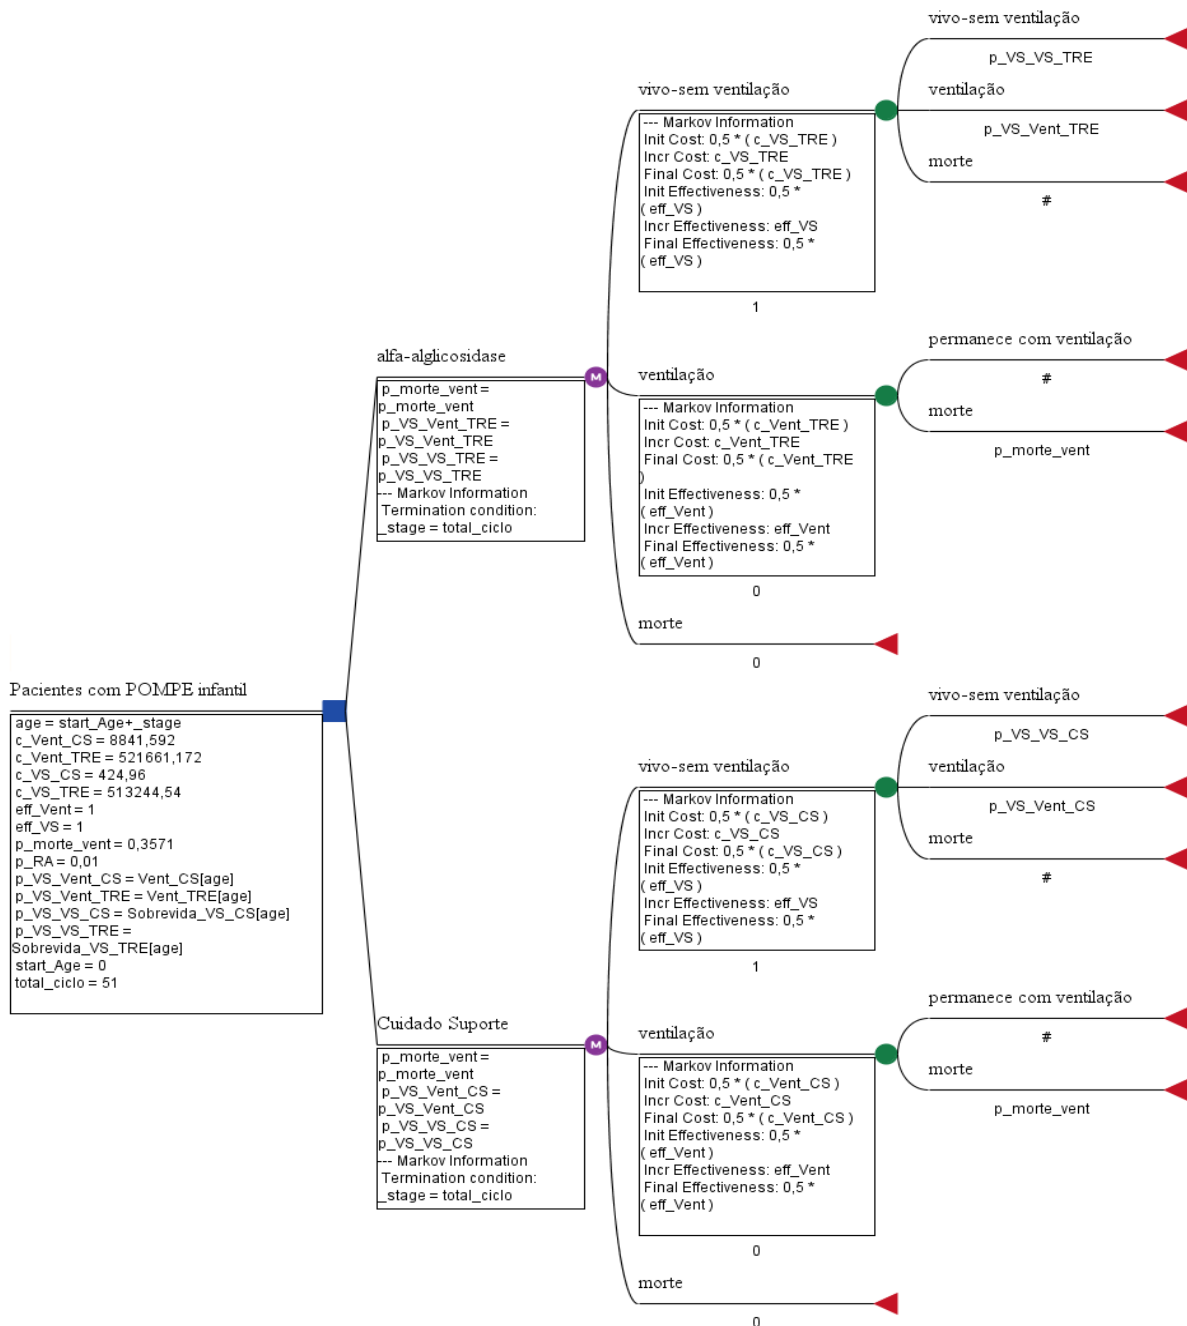 Pacientes com POMPE infantil
age = start_Age+_stage
c_Vent_CS = 8841,592
c_Vent_TRE = 521661,172
c_VS_CS = 424,96
c_VS_TRE = 513244,54
eff_Vent = 1
eff_VS = 1
p_morte_vent = 0,3571
p_RA = 0,01
p_VS_Vent_CS = Vent_CS[age]
p_VS_Vent_TRE = Vent_TRE[age]
p_VS_VS_CS = Sobrevida_VS_CS[age]
p_VS_VS_TRE =
Sobrevida_VS_TRE[age]
start_Age = 0
total_ciclo = 51
alfa-alglicosidase
p_morte_vent =
p_morte_vent
p_VS_Vent_TRE =
p_VS_Vent_TRE
p_VS_VS_TRE =
p_VS_VS_TRE
--- Markov Information
Termination condition:
_stage = total_ciclo
vivo-sem ventilação
--- Markov Information
Init Cost: 0,5 * ( c_VS_TRE )
Incr Cost: c_VS_TRE
Final Cost: 0,5 * ( c_VS_TRE )
Init Effectiveness: 0,5 *
( eff_VS )
Incr Effectiveness: eff_VS
Final Effectiveness: 0,5 *
( eff_VS )
1
vivo-sem ventilação
p_VS_VS_TRE
ventilação
p_VS_Vent_TRE
morte
#
ventilação
--- Markov Information
Init Cost: 0,5 * ( c_Vent_TRE )
Incr Cost: c_Vent_TRE
Final Cost: 0,5 * ( c_Vent_TRE
)
Init Effectiveness: 0,5 *
( eff_Vent )
Incr Effectiveness: eff_Vent
Final Effectiveness: 0,5 *
( eff_Vent )
0
permanece com ventilação
#
morte
p_morte_vent
morte
0
Cuidado Suporte
p_morte_vent =
p_morte_vent
p_VS_Vent_CS =
p_VS_Vent_CS
p_VS_VS_CS =
p_VS_VS_CS
--- Markov Information
Termination condition:
_stage = total_ciclo
vivo-sem ventilação
--- Markov Information
Init Cost: 0,5 * ( c_VS_CS )
Incr Cost: c_VS_CS
Final Cost: 0,5 * ( c_VS_CS )
Init Effectiveness: 0,5 *
( eff_VS )
Incr Effectiveness: eff_VS
Final Effectiveness: 0,5 *
( eff_VS )
1
vivo-sem ventilação
p_VS_VS_CS
ventilação
p_VS_Vent_CS
morte
#
ventilação
--- Markov Information
Init Cost: 0,5 * ( c_Vent_CS )
Incr Cost: c_Vent_CS
Final Cost: 0,5 * ( c_Vent_CS )
Init Effectiveness: 0,5 *
( eff_Vent )
Incr Effectiveness: eff_Vent
Final Effectiveness: 0,5 *
( eff_Vent )
0
permanece com ventilação
#
morte
p_morte_vent
morte
0
M
M